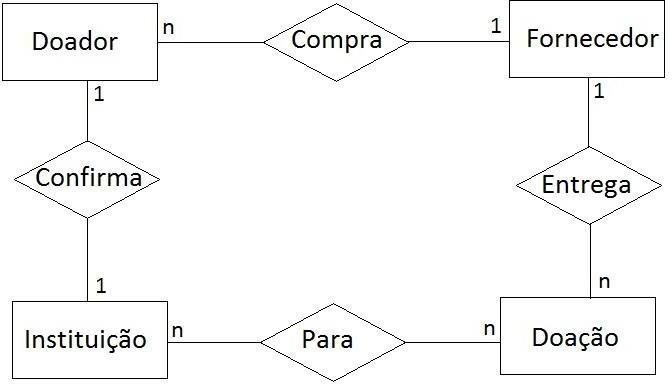 Doador
n
Compra
1
Fornecedor
1
1
Confirma
Entrega
1
n
Instituição
n
Para
n
Doação